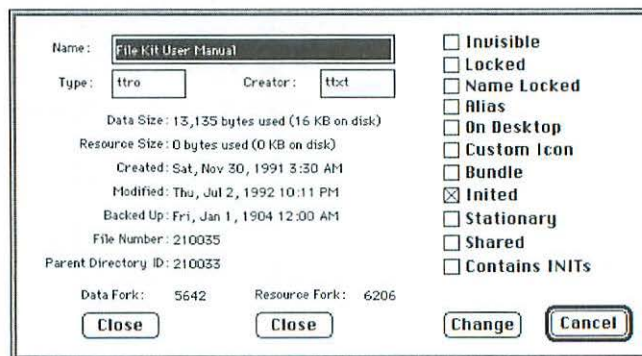 Name: File Kit User Manual
Type: ttro Creator: ttxt
Data Size: 13,135 bytes used (16 KB on disk)
Resource Size: 0 bytes used (0 KB on disk)
Created: Sat, Nov 30, 1991 3:30 AM
Modified: Thu, Jul 2, 1992 10:11 PM
Backed Up: Fri, Jan 1, 1904 12:00 AM
File Number: 210035
Parent Directory ID: 210033
Data Fork: 5642 Resource Fork: 6206
Close Close
Invisible
Locked
Name Locked
Alias
On Desktop
Custom Icon
Bundle
Inited
Stationary
Shared
Contains INITs
Change Cancel